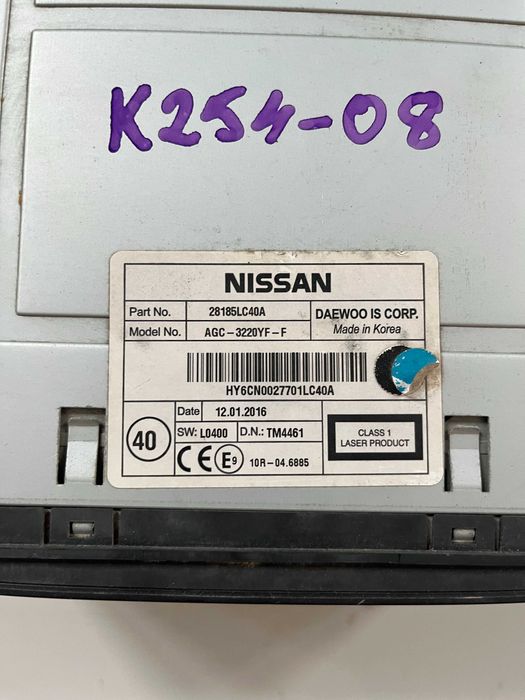 K254-08
NISSAN
Part No. 28185LC40A DAEWOO IS CORP.
Model No. AGC-3220YF-F Made in Korea
HY6CN0027701LC40A
Date 12.01.2016
40 SW: L0400 D.N.: TM4461 CLASS 1
LASER PRODUCT
CE E9 10R-04.6885